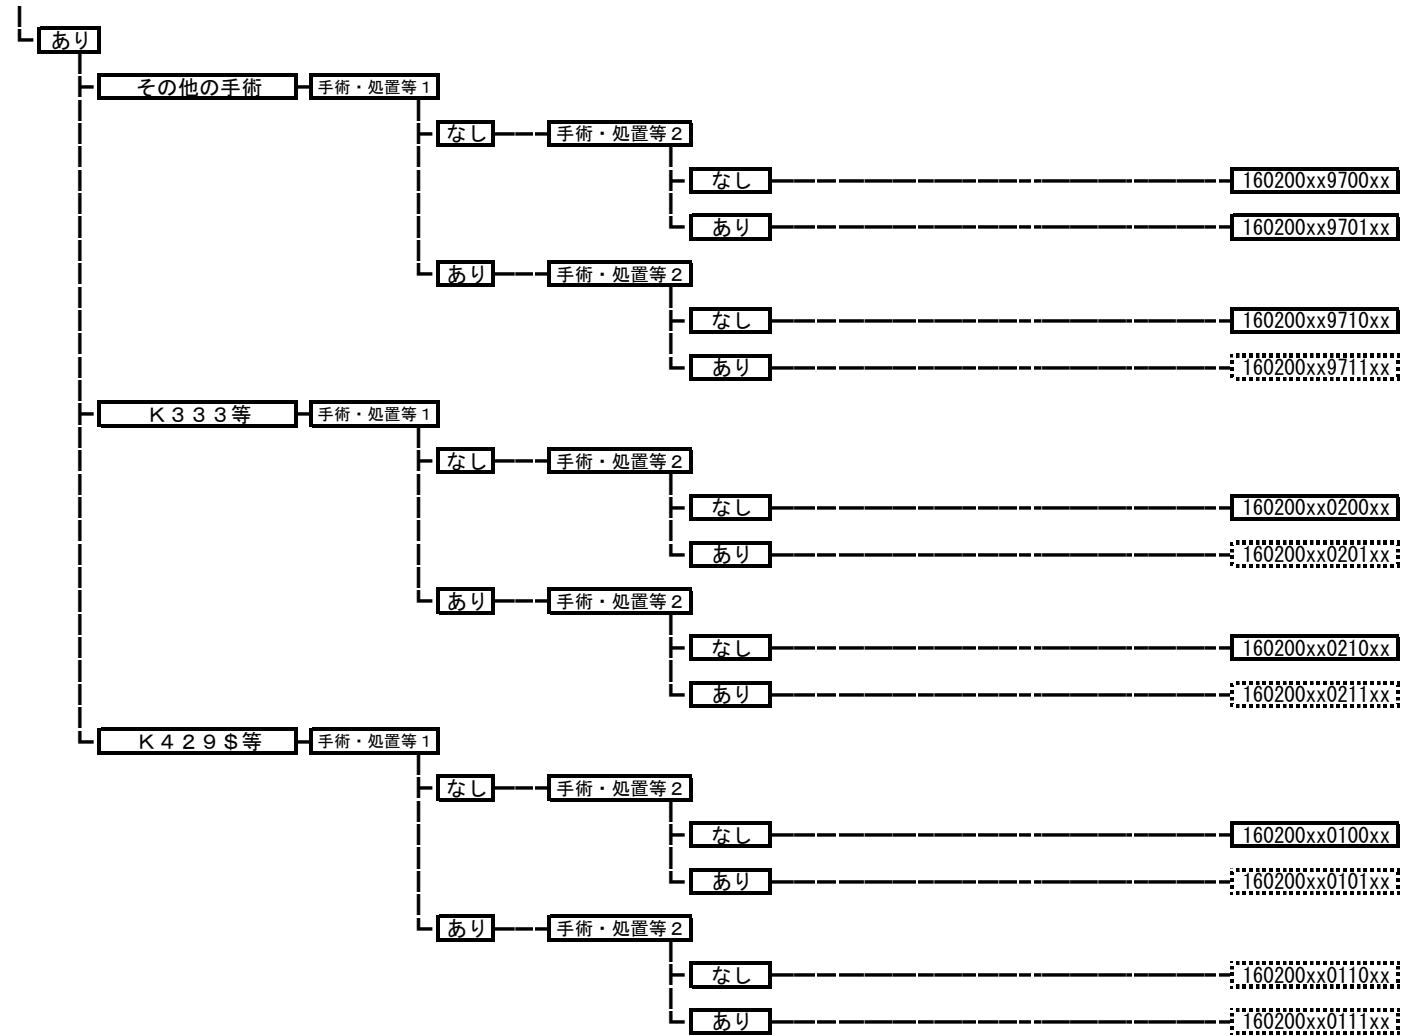 あり
その他の手術 手術・処置等1
なし 手術・処置等2
なし 160200xx9700xx
あり 160200xx9701xx
あり 手術・処置等2
なし 160200xx9710xx
あり 160200xx9711xx
K333等 手術・処置等1
なし 手術・処置等2
なし 160200xx0200xx
あり 160200xx0201xx
あり 手術・処置等2
なし 160200xx0210xx
あり 160200xx0211xx
K429$等 手術・処置等1
なし 手術・処置等2
なし 160200xx0100xx
あり 160200xx0101xx
あり 手術・処置等2
なし 160200xx0110xx
あり 160200xx0111xx